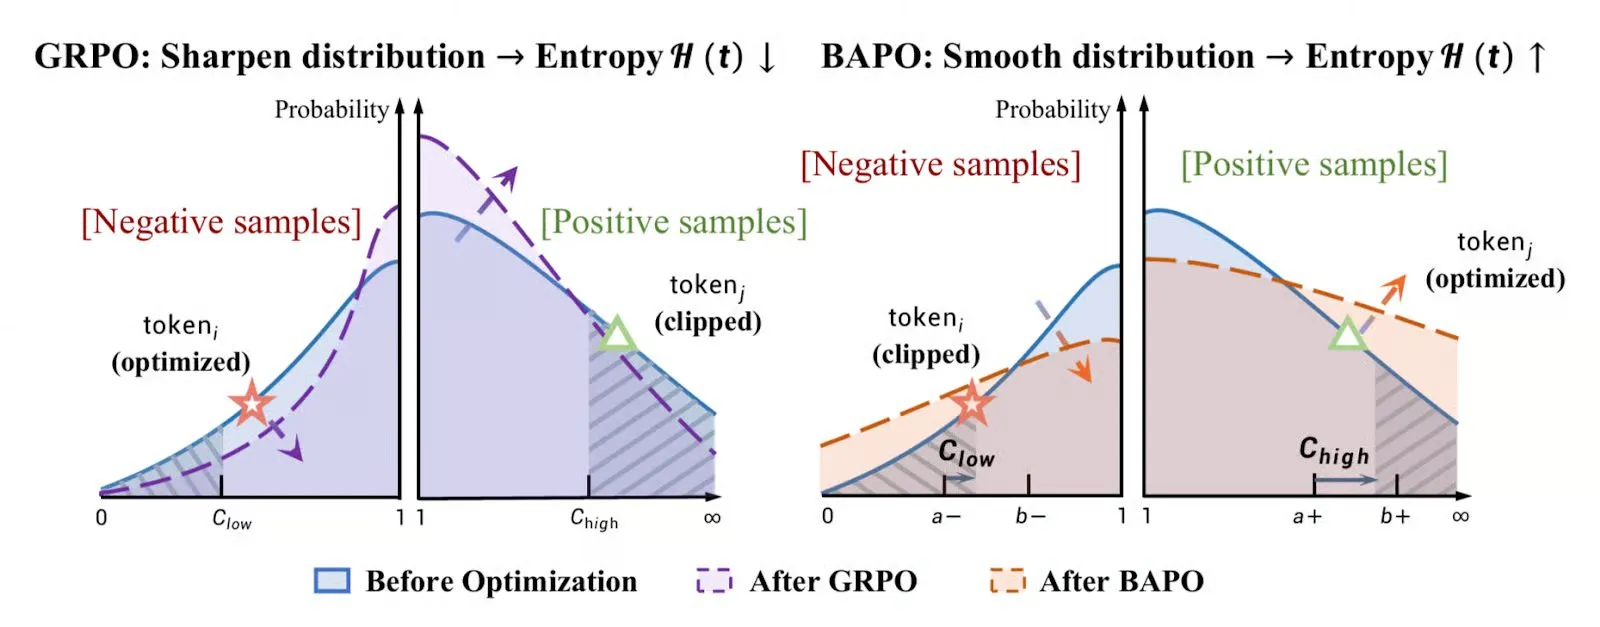 GRPO: Sharpen distribution → Entropy ℋ (t) ↓
BAPO: Smooth distribution → Entropy ℋ (t) ↑
Probability
[Negative samples]
[Positive samples]
token_i
(optimized)
token_j
(clipped)
0
C_low
1
1
C_high
∞
Probability
[Negative samples]
[Positive samples]
token_i
(clipped)
token_j
(optimized)
C_low
C_high
0
a−
b−
1
1
a+
b+
∞
Before Optimization
After GRPO
After BAPO